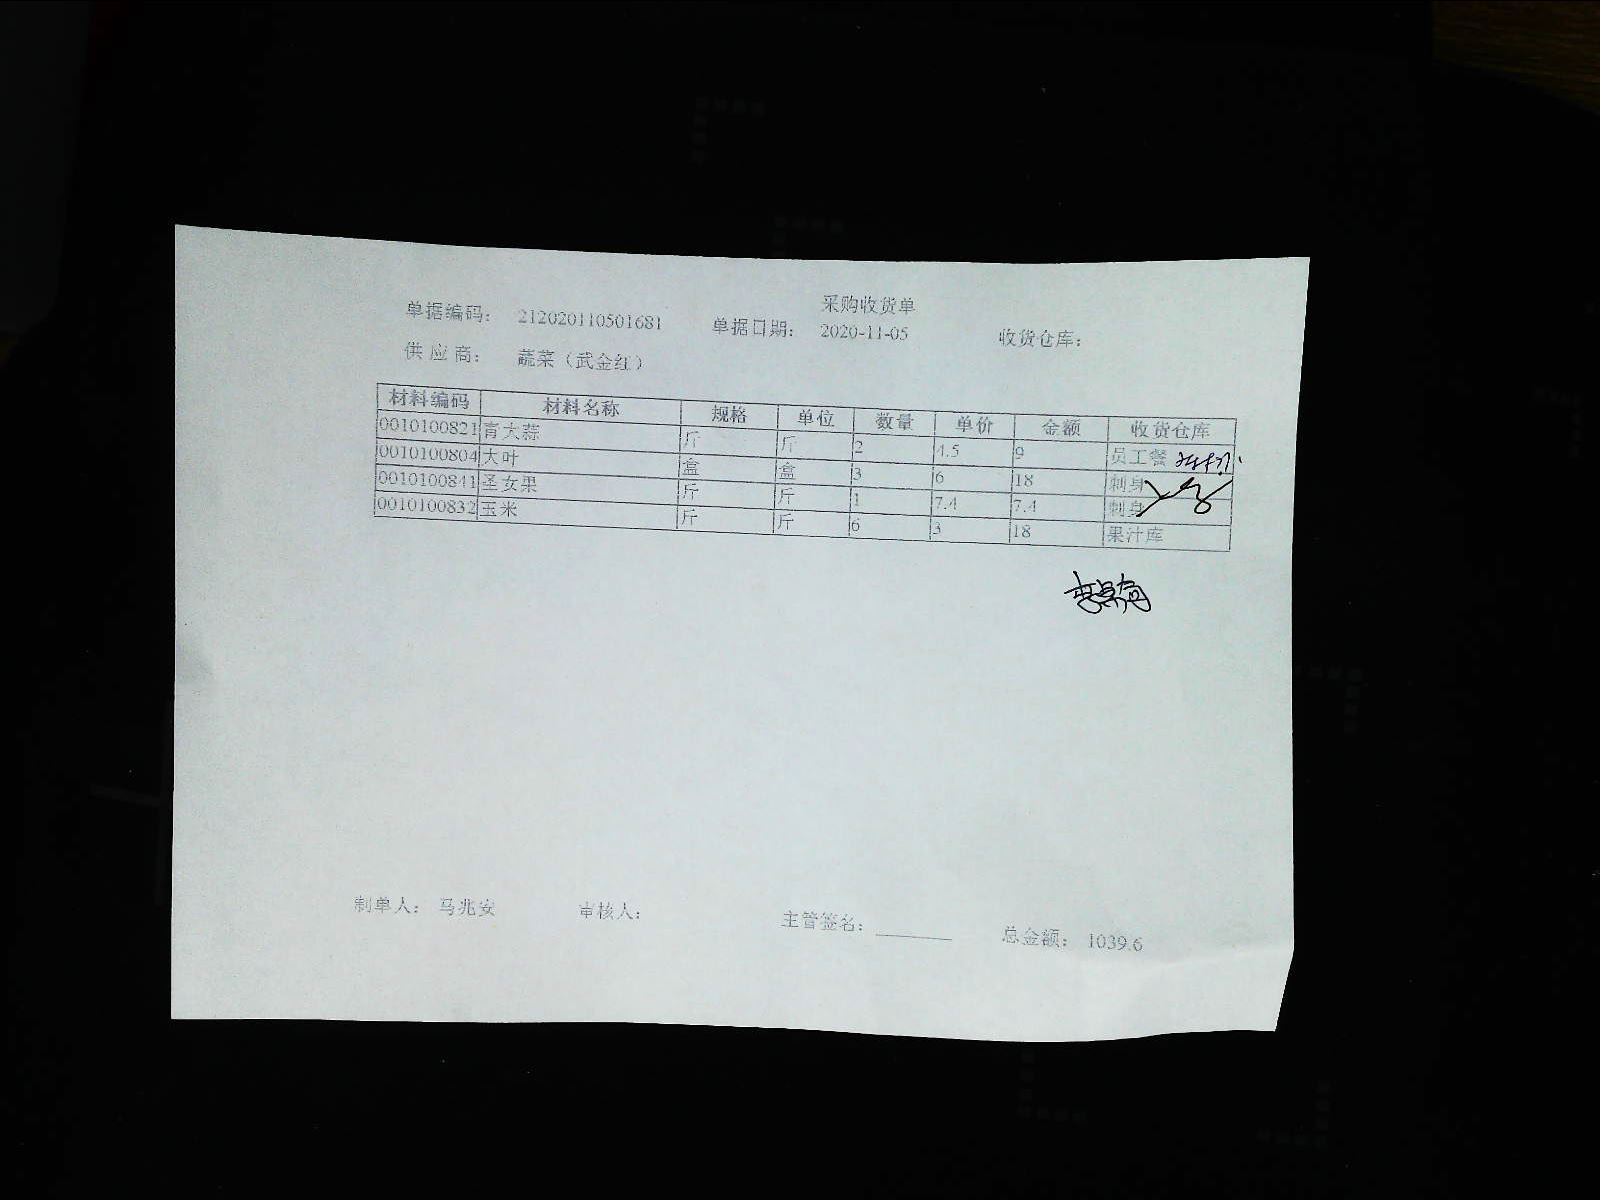 采购收货单
单据编码: 212020110501681 单据日期: 2020-11-05 收货仓库:
供应商: 蔬菜（武金红）
材料编码 材料名称 规格 单位 数量 单价 金额 收货仓库
0010100821 青大蒜 斤 斤 2 4.5 9 员工餐
0010100804 大叶 盒 盒 3 6 18 刺身
0010100841 圣女果 斤 斤 1 7.4 7.4 刺身
0010100832 玉米 斤 斤 6 3 18 果汁库
制单人: 马兆安 审核人: 主管签名: 总金额: 1039.6